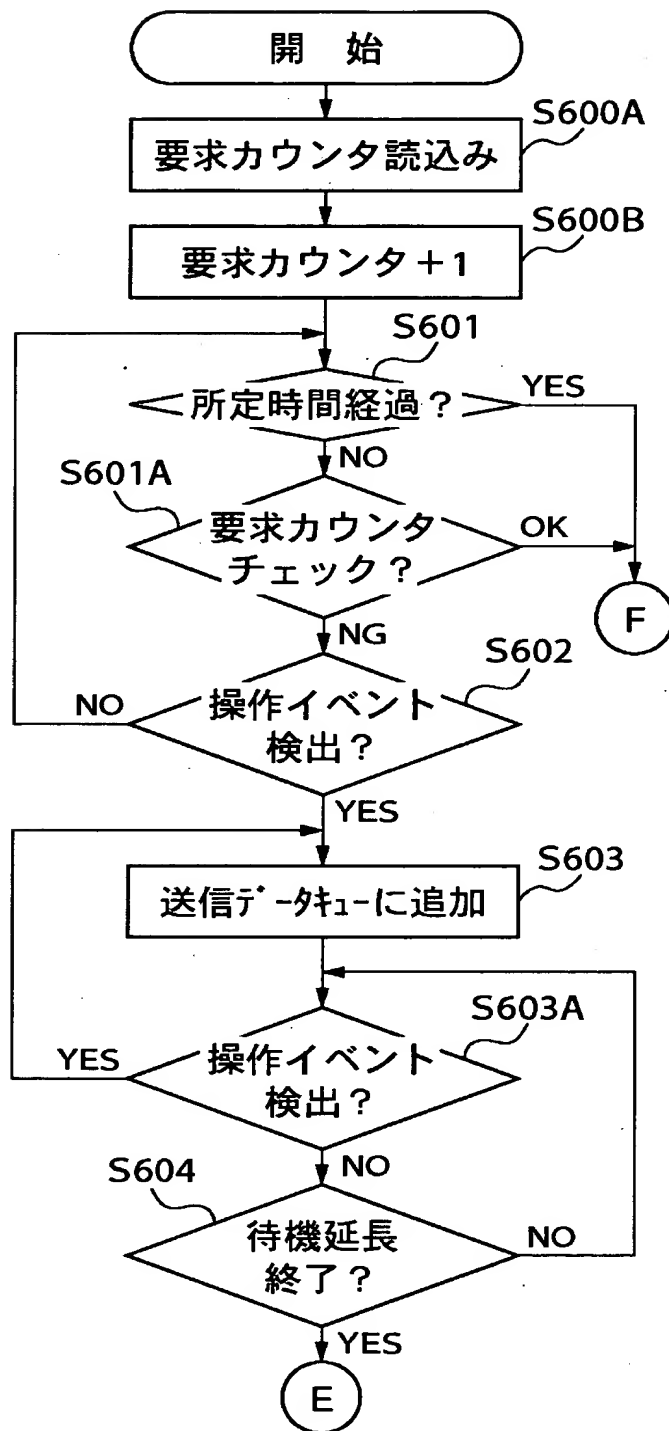 開 始
S600A
要求カウンタ読込み
S600B
要求カウンタ+1
S601
所定時間経過?
YES
NO
S601A
要求カウンタ
チェック?
OK
F
NG
S602
操作イベント
検出?
NO
YES
S603
送信ﾃﾞｰﾀｷｭｰに追加
S603A
操作イベント
検出?
YES
NO
S604
待機延長
終了?
NO
YES
E